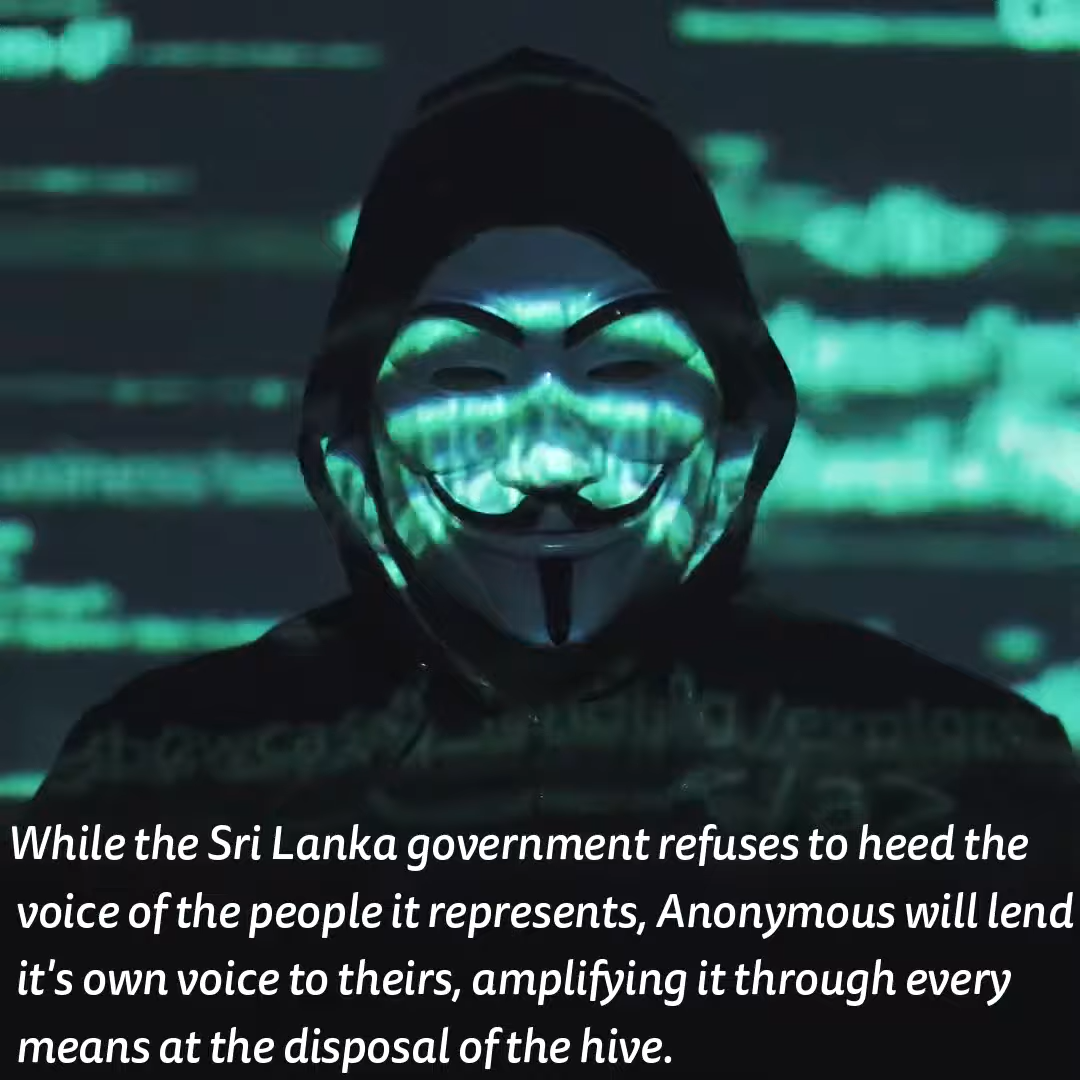 While the Sri Lanka government refuses to heed the
voice of the people it represents, Anonymous will lend
it's own voice to theirs, amplifying it through every
means at the disposal of the hive.